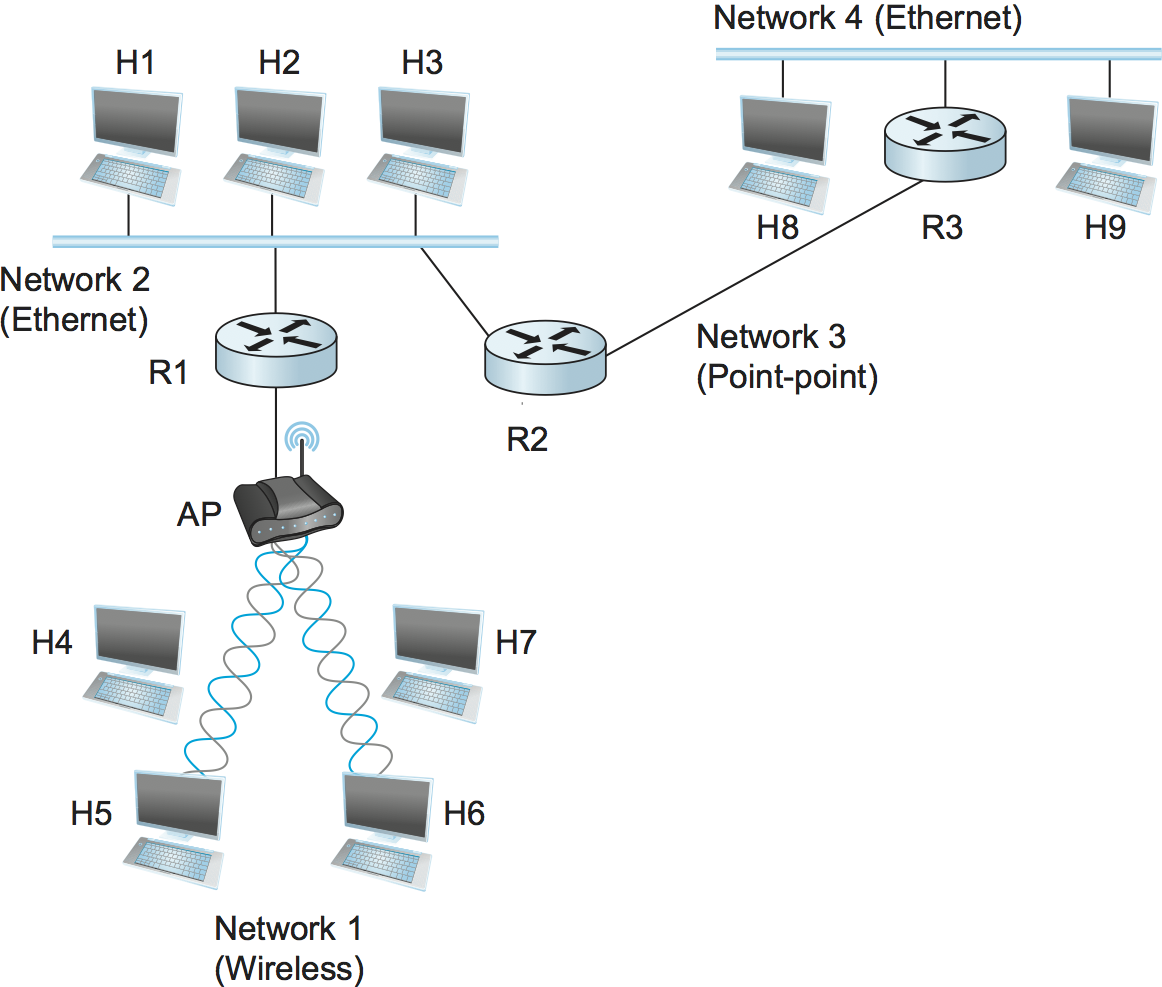 Network 4 (Ethernet)
H1
H2
H3
H8
R3
H9
Network 2
(Ethernet)
R1
Network 3
(Point-point)
R2
AP
H4
H7
H5
H6
Network 1
(Wireless)